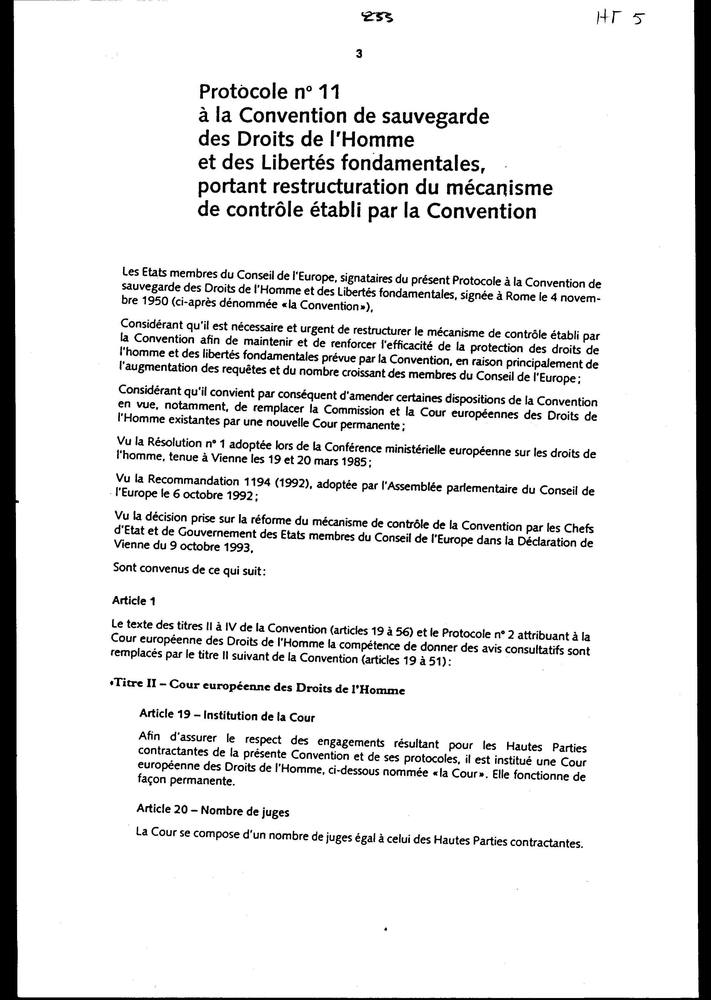 255
HT 5
3
Protocole nº 11
à la Convention de sauvegarde
des Droits de l'Homme
et des Libertés fondamentales,
portant restructuration du mécanisme
de contrôle établi par la Convention
Les Etats membres du Conseil de l'Europe, signataires du présent Protocole à la Convention de
sauvegarde des Droits de l'Homme et des Libertés fondamentales, signée à Rome le 4 novem-
bre 1950 (ci-après dénommée «la Convention»),
Considérant qu'il est nécessaire et urgent de restructurer le mécanisme de contrôle établi par
la Convention afin de maintenir et de renforcer l'efficacité de la protection des droits de
l'homme et des libertés fondamentales prévue par la Convention, en raison principalement de
l'augmentation des requêtes et du nombre croissant des membres du Conseil de l'Europe;
Considérant qu'il convient par conséquent d'amender certaines dispositions de la Convention
en vue, notamment, de remplacer la Commission et la Cour européennes des Droits de
l'Homme existantes par une nouvelle Cour permanente;
Vu la Résolution nº 1 adoptée lors de la Conférence ministérielle européenne sur les droits de
l'homme, tenue à Vienne les 19 et 20 mars 1985;
Vu la Recommandation 1194 (1992), adoptée par l'Assemblée parlementaire du Conseil de
l'Europe le 6 octobre 1992;
Vu la décision prise sur la réforme du mécanisme de contrôle de la Convention par les Chefs
d'Etat et de Gouvernement des Etats membres du Conseil de l'Europe dans la Déclaration de
Vienne du 9 octobre 1993,
Sont convenus de ce qui suit:
Article 1
Le texte des titres II à IV de la Convention (articles 19 à 56) et le Protocole nº 2 attribuant à la
Cour européenne des Droits de l'Homme la compétence de donner des avis consultatifs sont
remplacés par le titre II suivant de la Convention (articles 19 à 51):
«Titre II – Cour européenne des Droits de l'Homme
Article 19 – Institution de la Cour
Afin d'assurer le respect des engagements résultant pour les Hautes Parties
contractantes de la présente Convention et de ses protocoles, il est institué une Cour
européenne des Droits de l'Homme, ci-dessous nommée «la Cour». Elle fonctionne de
façon permanente.
Article 20 – Nombre de juges
La Cour se compose d'un nombre de juges égal à celui des Hautes Parties contractantes.